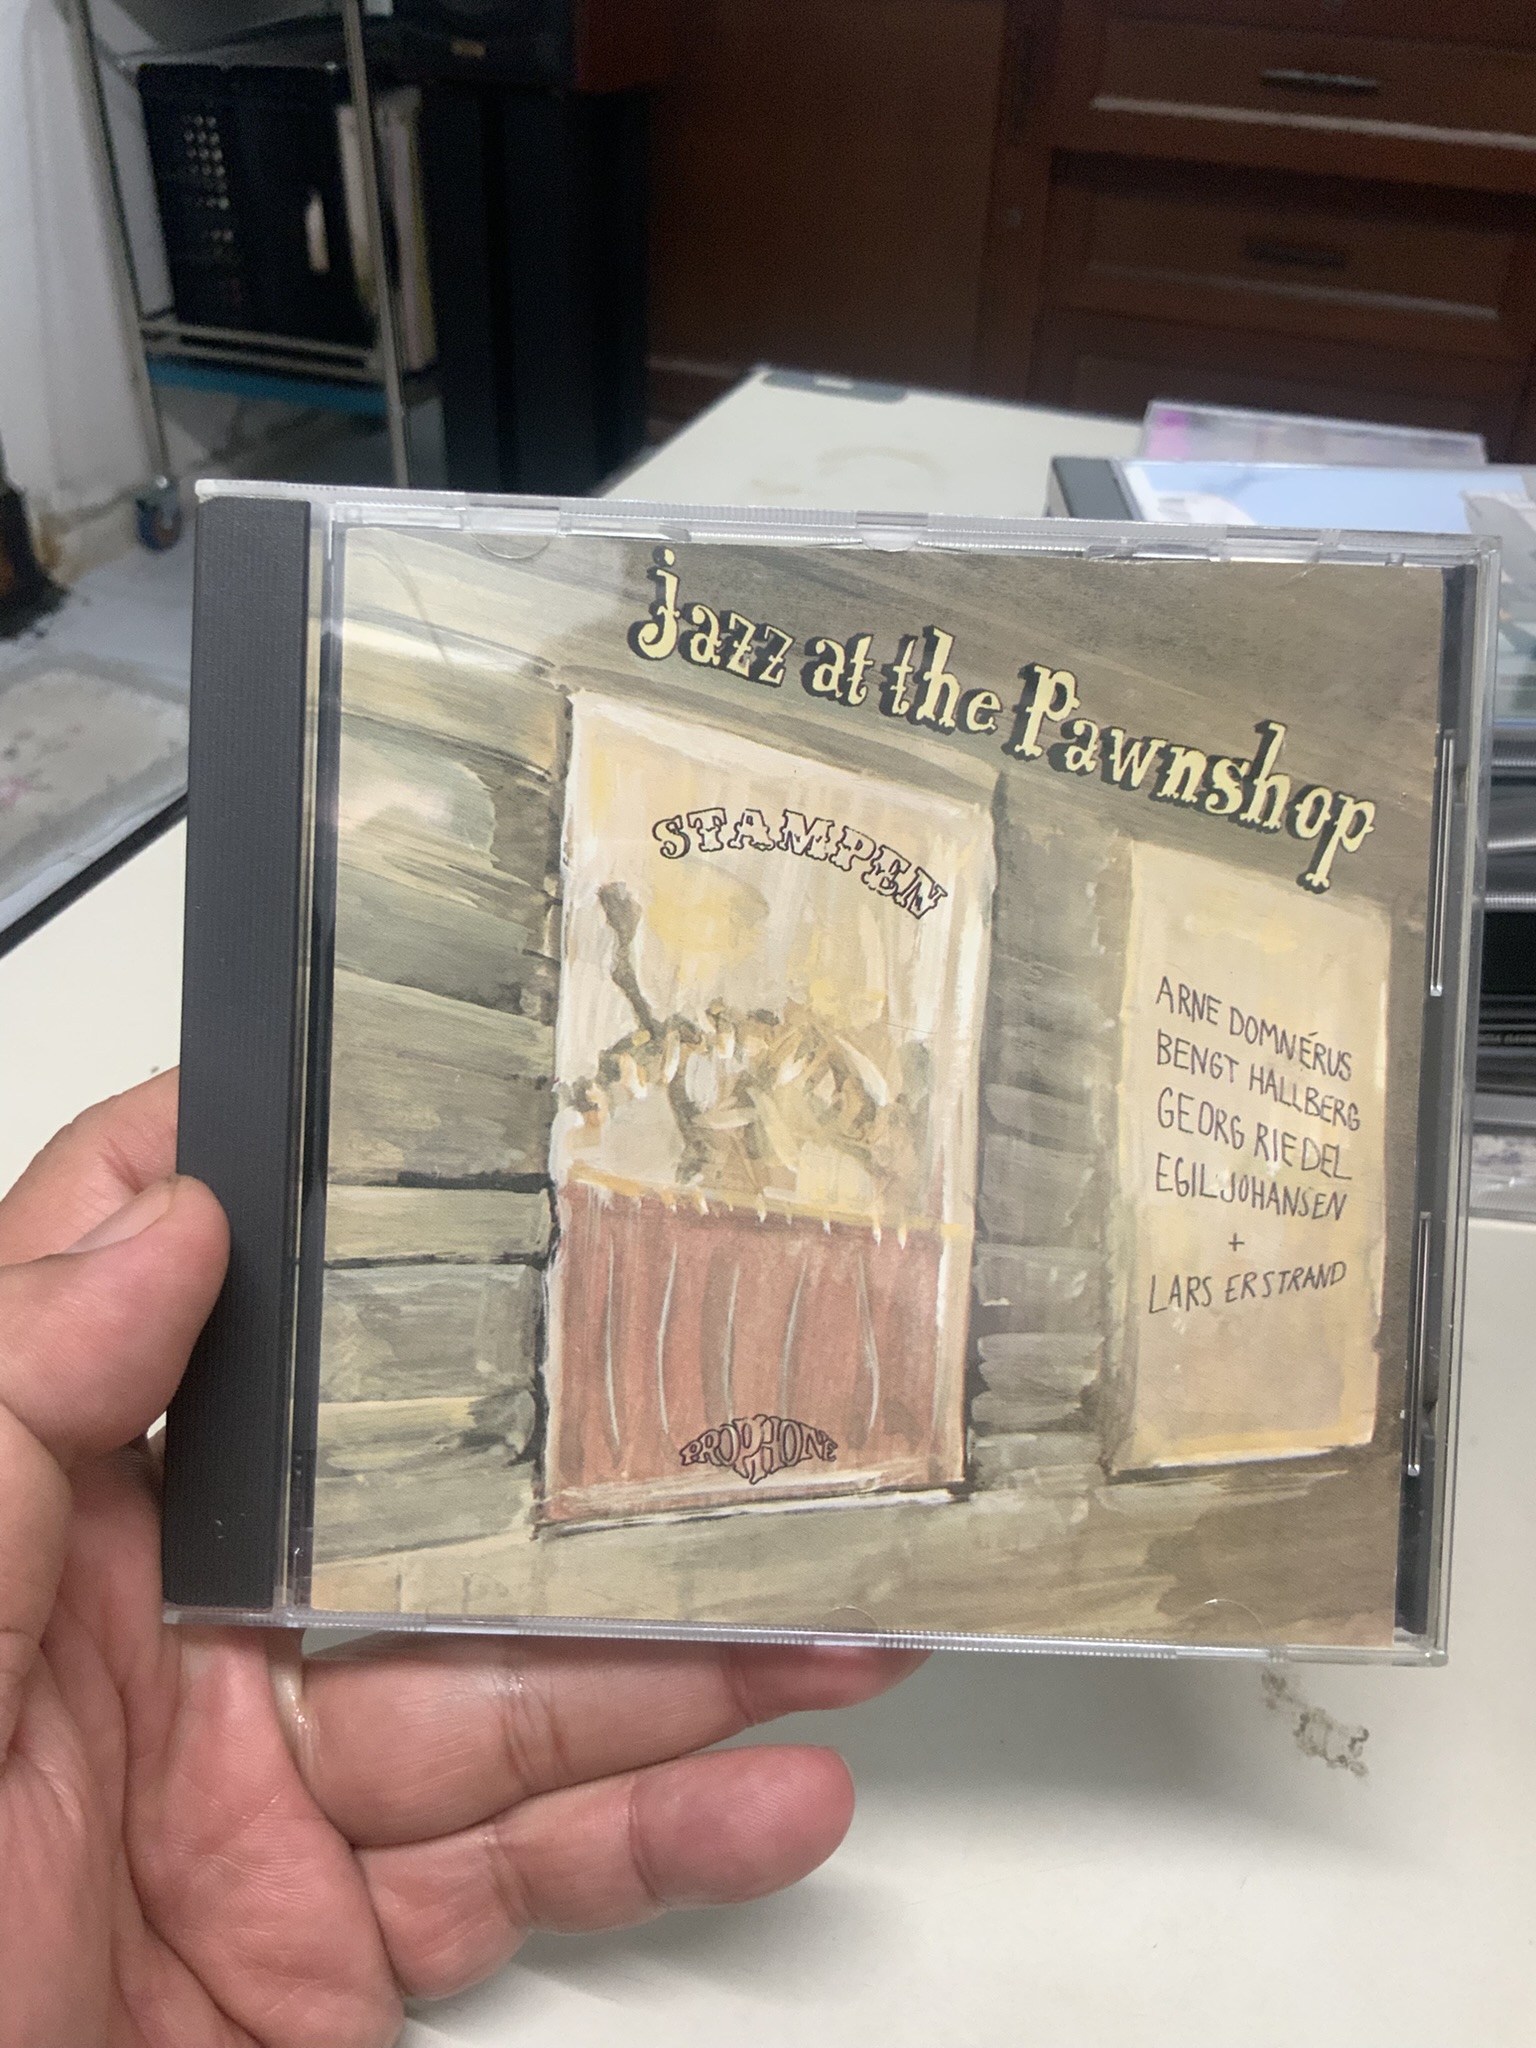 jazz at the Pawnshop
STAMPEN
ARNE DOMNÉRUS
BENGT HALLBERG
GEORG RIEDEL
EGIL JOHANSEN
+
LARS ERSTRAND
PROPHONE